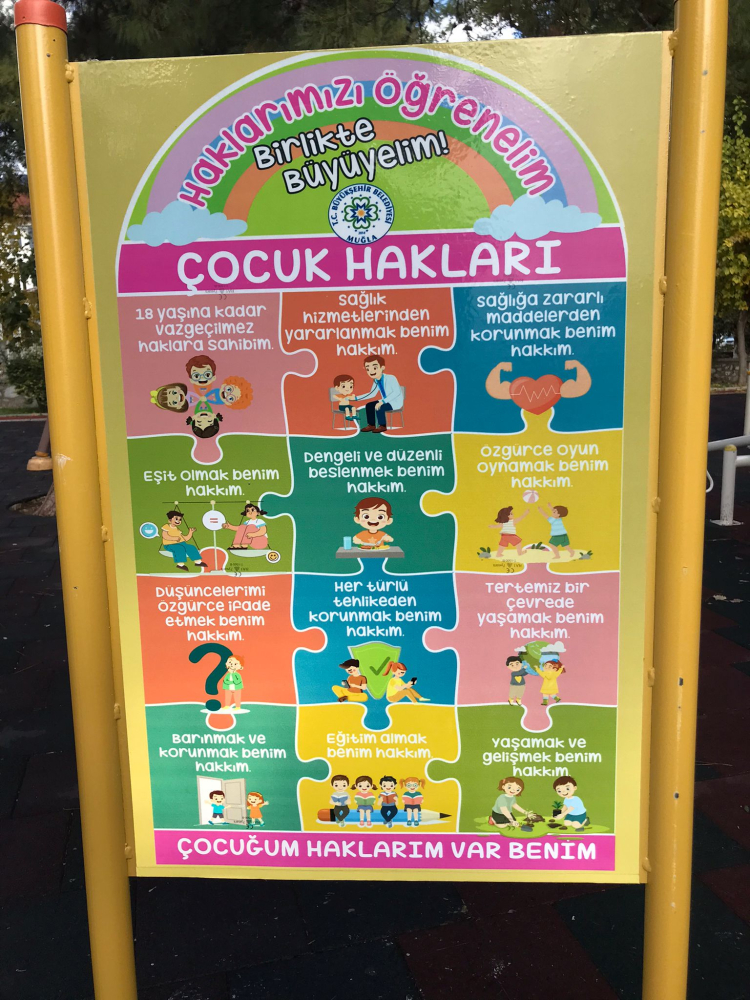 Haklarımızı Öğrenelim
Birlikte
Büyüyelim!
T.C. BÜYÜKŞEHİR BELEDİYESİ
MUĞLA
ÇOCUK HAKLARI
18 yaşına kadar
vazgeçilmez
haklara sahibim.
Sağlık
hizmetlerinden
yararlanmak benim
hakkım.
Sağlığa zararlı
maddelerden
korunmak benim
hakkım.
Eşit olmak benim
hakkım.
=
Dengeli ve düzenli
beslenmek benim
hakkım.
Özgürce oyun
oynamak benim
hakkım.
Düşüncelerimi
özgürce ifade
etmek benim
hakkım.
?
Her türlü
tehlikeden
korunmak benim
hakkım.
Tertemiz bir
çevrede
yaşamak benim
hakkım.
Barınmak ve
korunmak benim
hakkım.
Eğitim almak
benim hakkım
Yaşamak ve
gelişmek benim
hakkım
ÇOCUĞUM HAKLARIM VAR BENİM